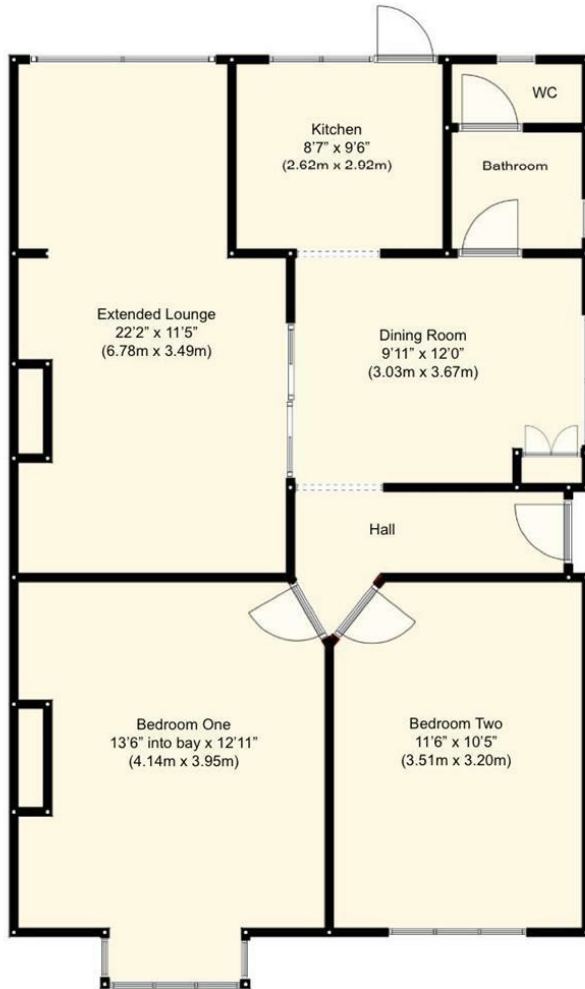 WC
Kitchen
8'7" x 9'6"
(2.62m x 2.92m)
Bathroom
Extended Lounge
22'2" x 11'5"
(6.78m x 3.49m)
Dining Room
9'11" x 12'0"
(3.03m x 3.67m)
Hall
Bedroom One
13'6" into bay x 12'11"
(4.14m x 3.95m)
Bedroom Two
11'6" x 10'5"
(3.51m x 3.20m)